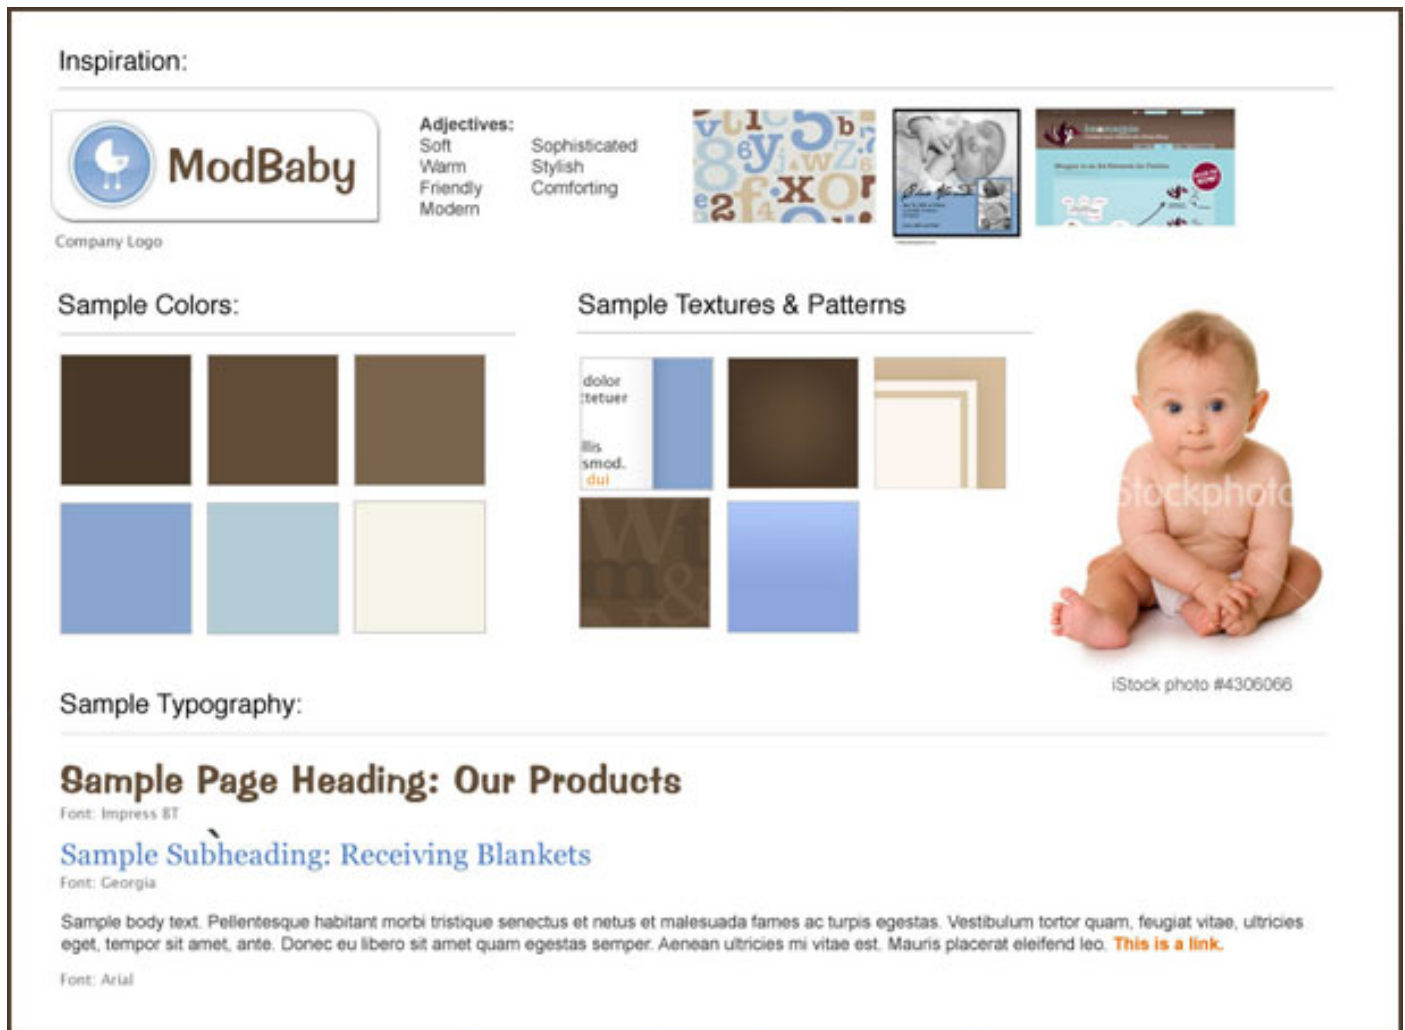 Inspiration:
ModBaby
Company Logo
Adjectives:
Soft
Warm
Friendly
Modern
Sophisticated
Stylish
Comforting
Sample Colors:
Sample Textures & Patterns
dolor
tetuer
llis
smod.
dui
W
m&
iStockphoto
iStock photo #4306066
Sample Typography:
Sample Page Heading: Our Products
Font: Impress BT
Sample Subheading: Receiving Blankets
Font: Georgia
Sample body text. Pellentesque habitant morbi tristique senectus et netus et malesuada fames ac turpis egestas. Vestibulum tortor quam, feugiat vitae, ultricies
eget, tempor sit amet, ante. Donec eu libero sit amet quam egestas semper. Aenean ultricies mi vitae est. Mauris placerat eleifend leo. This is a link.
Font: Arial